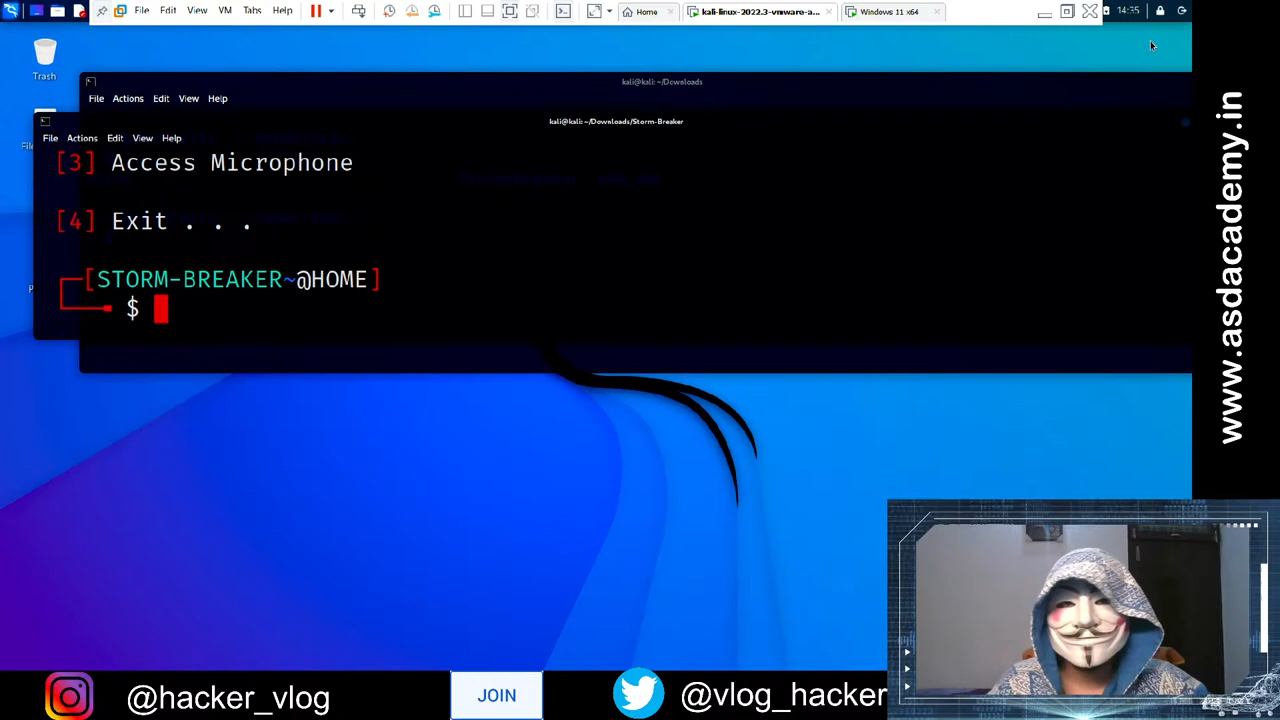 File Edit View VM Tabs Help
Home
kali-linux-2022.3-vmware-a...
Windows 11 x64
14:35
Trash
kali@kali: ~/Downloads
File Actions Edit View Help
kali@kali: ~/Downloads/Storm-Breaker
File Actions Edit View Help
[3] Access Microphone
[4] Exit . . .
[STORM-BREAKER~@HOME]
$
www.asdacademy.in
@hacker_vlog
JOIN
@vlog_hacker